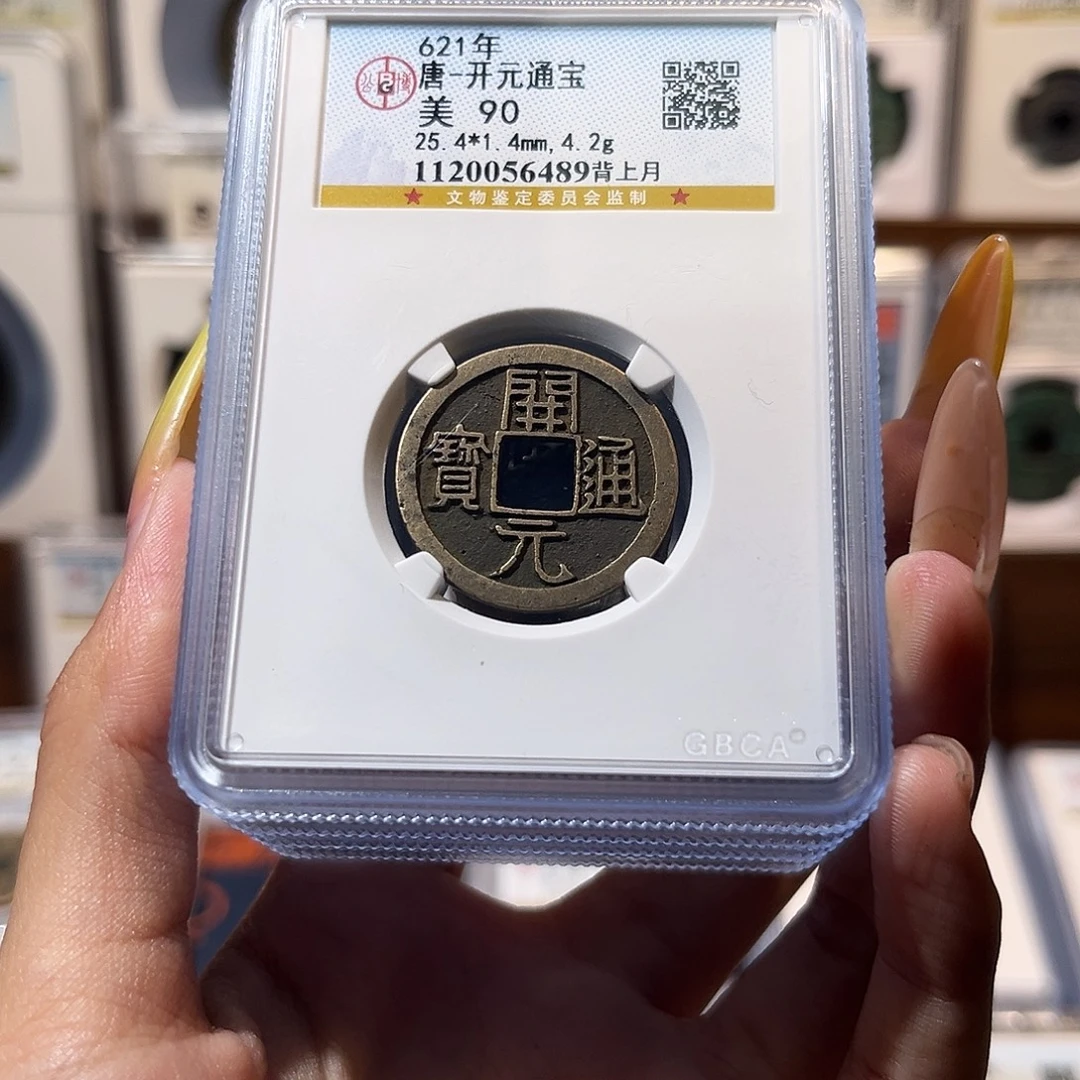 621年
唐-开元通宝
美 90
25.4*1.4mm,4.2g
1120056489背上月
★ 文物鉴定委员会监制 ★
開
寶 通
元
GBCA